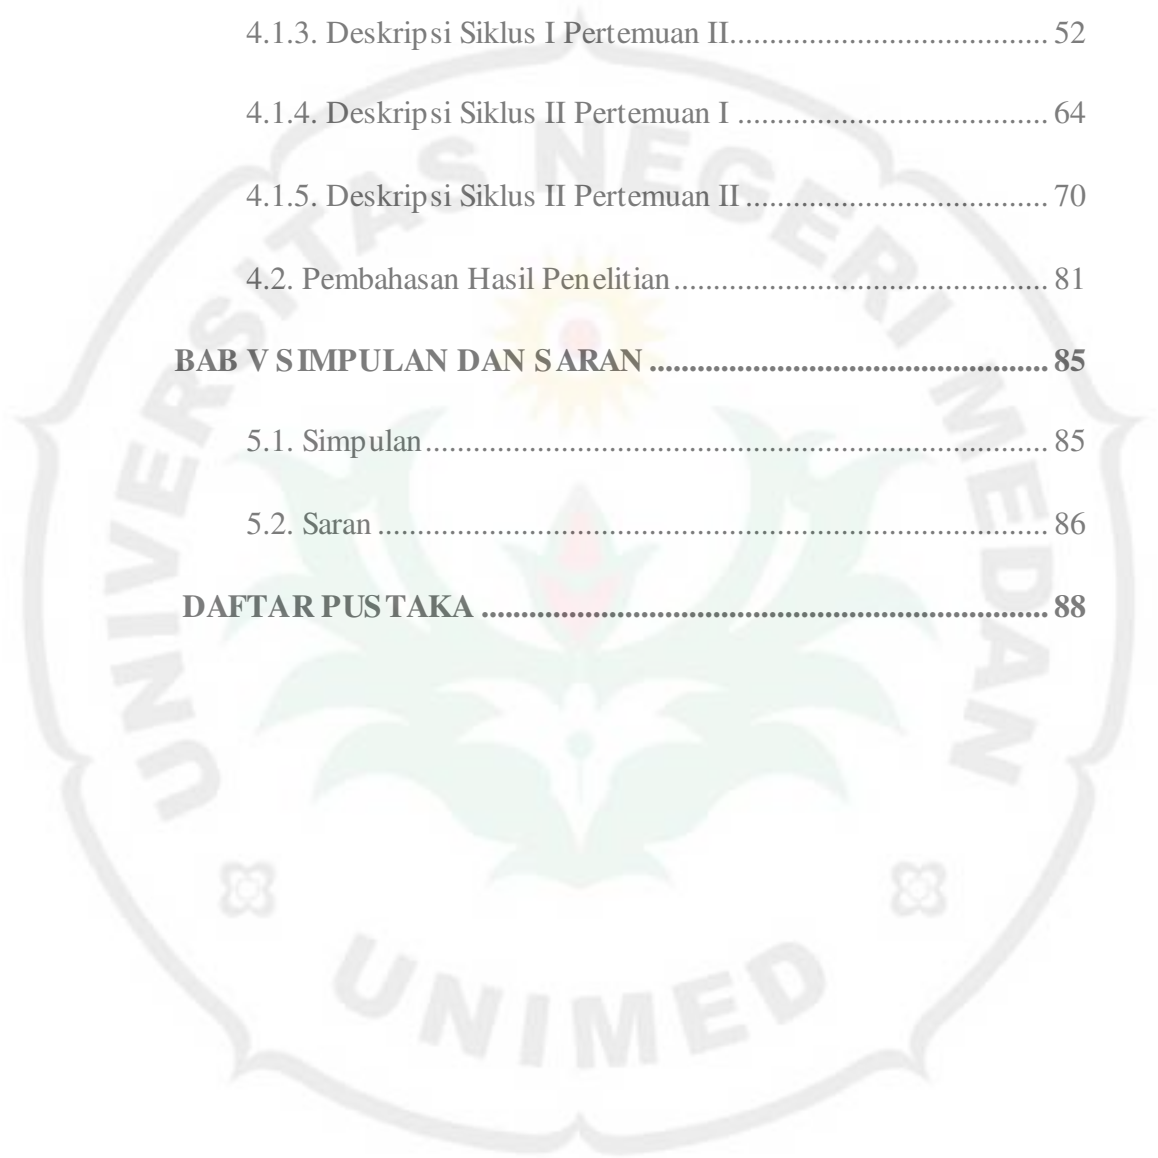 4.1.3. Deskripsi Siklus I Pertemuan II........................................ 52
4.1.4. Deskripsi Siklus II Pertemuan I ....................................... 64
4.1.5. Deskripsi Siklus II Pertemuan II ...................................... 70
4.2. Pembahasan Hasil Penelitian ............................................... 81
BAB V SIMPULAN DAN SARAN .................................................. 85
5.1. Simpulan .................................................................................. 85
5.2. Saran ........................................................................................ 86
DAFTAR PUSTAKA ....................................................................... 88
UNIVERSITAS NEGERI MEDAN
UNIMED